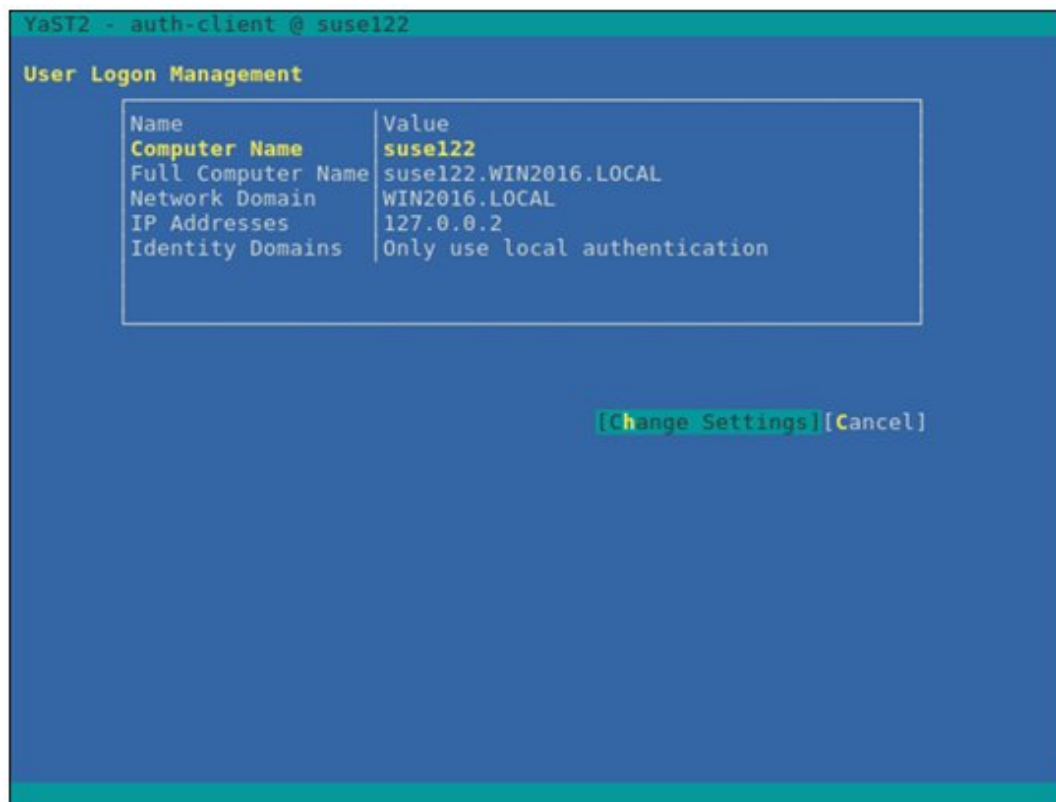 YaST2 - auth-client @ suse122
User Logon Management
Name Value
Computer Name suse122
Full Computer Name suse122.WIN2016.LOCAL
Network Domain WIN2016.LOCAL
IP Addresses 127.0.0.2
Identity Domains Only use local authentication
[Change Settings][Cancel]